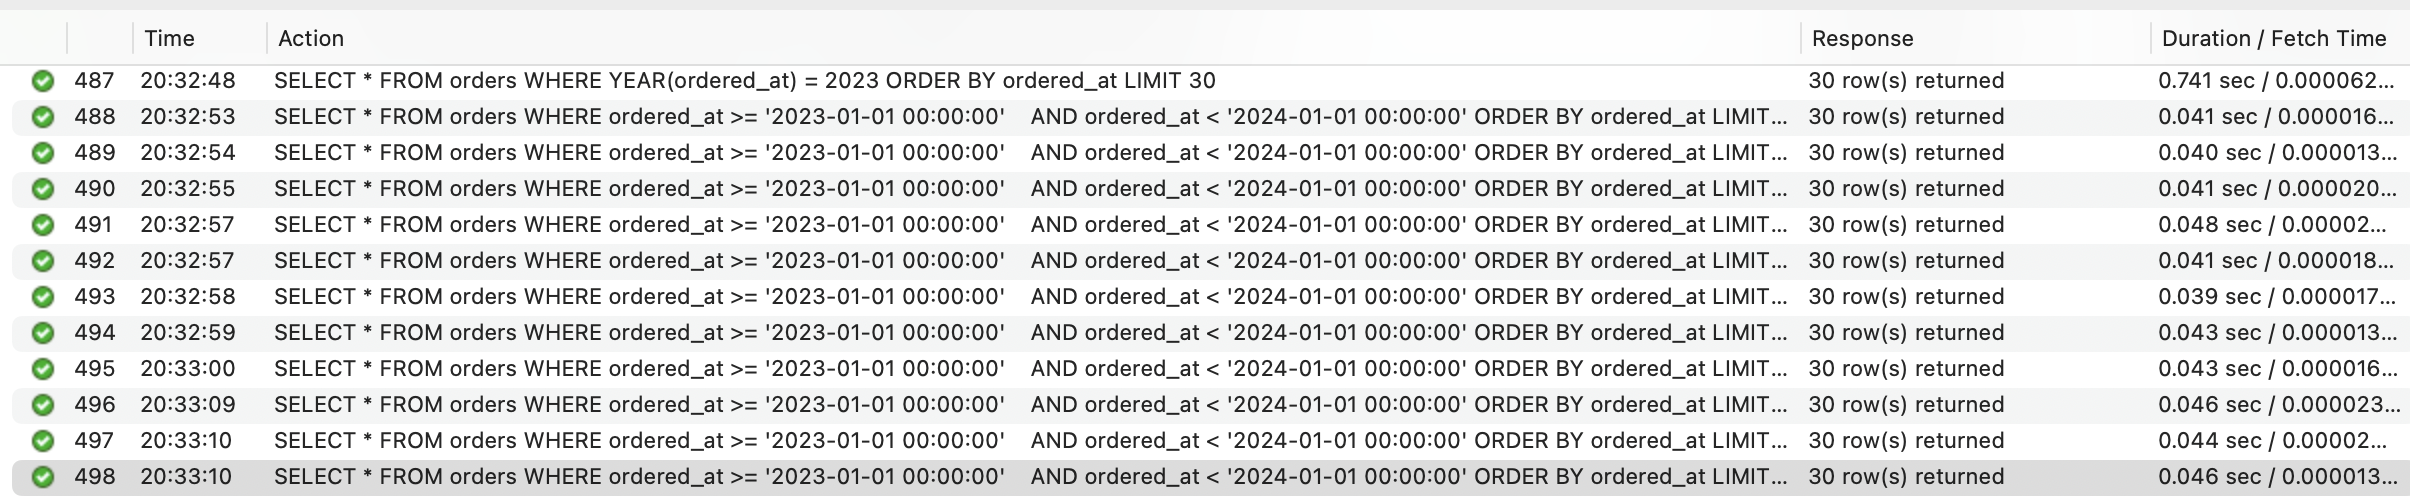 Time Action Response Duration / Fetch Time
487 20:32:48 SELECT * FROM orders WHERE YEAR(ordered_at) = 2023 ORDER BY ordered_at LIMIT 30 30 row(s) returned 0.741 sec / 0.000062...
488 20:32:53 SELECT * FROM orders WHERE ordered_at >= '2023-01-01 00:00:00' AND ordered_at < '2024-01-01 00:00:00' ORDER BY ordered_at LIMIT... 30 row(s) returned 0.041 sec / 0.000016...
489 20:32:54 SELECT * FROM orders WHERE ordered_at >= '2023-01-01 00:00:00' AND ordered_at < '2024-01-01 00:00:00' ORDER BY ordered_at LIMIT... 30 row(s) returned 0.040 sec / 0.000013...
490 20:32:55 SELECT * FROM orders WHERE ordered_at >= '2023-01-01 00:00:00' AND ordered_at < '2024-01-01 00:00:00' ORDER BY ordered_at LIMIT... 30 row(s) returned 0.041 sec / 0.000020...
491 20:32:57 SELECT * FROM orders WHERE ordered_at >= '2023-01-01 00:00:00' AND ordered_at < '2024-01-01 00:00:00' ORDER BY ordered_at LIMIT... 30 row(s) returned 0.048 sec / 0.00002...
492 20:32:57 SELECT * FROM orders WHERE ordered_at >= '2023-01-01 00:00:00' AND ordered_at < '2024-01-01 00:00:00' ORDER BY ordered_at LIMIT... 30 row(s) returned 0.041 sec / 0.000018...
493 20:32:58 SELECT * FROM orders WHERE ordered_at >= '2023-01-01 00:00:00' AND ordered_at < '2024-01-01 00:00:00' ORDER BY ordered_at LIMIT... 30 row(s) returned 0.039 sec / 0.000017...
494 20:32:59 SELECT * FROM orders WHERE ordered_at >= '2023-01-01 00:00:00' AND ordered_at < '2024-01-01 00:00:00' ORDER BY ordered_at LIMIT... 30 row(s) returned 0.043 sec / 0.000013...
495 20:33:00 SELECT * FROM orders WHERE ordered_at >= '2023-01-01 00:00:00' AND ordered_at < '2024-01-01 00:00:00' ORDER BY ordered_at LIMIT... 30 row(s) returned 0.043 sec / 0.000016...
496 20:33:09 SELECT * FROM orders WHERE ordered_at >= '2023-01-01 00:00:00' AND ordered_at < '2024-01-01 00:00:00' ORDER BY ordered_at LIMIT... 30 row(s) returned 0.046 sec / 0.000023...
497 20:33:10 SELECT * FROM orders WHERE ordered_at >= '2023-01-01 00:00:00' AND ordered_at < '2024-01-01 00:00:00' ORDER BY ordered_at LIMIT... 30 row(s) returned 0.044 sec / 0.00002...
498 20:33:10 SELECT * FROM orders WHERE ordered_at >= '2023-01-01 00:00:00' AND ordered_at < '2024-01-01 00:00:00' ORDER BY ordered_at LIMIT... 30 row(s) returned 0.046 sec / 0.000013...